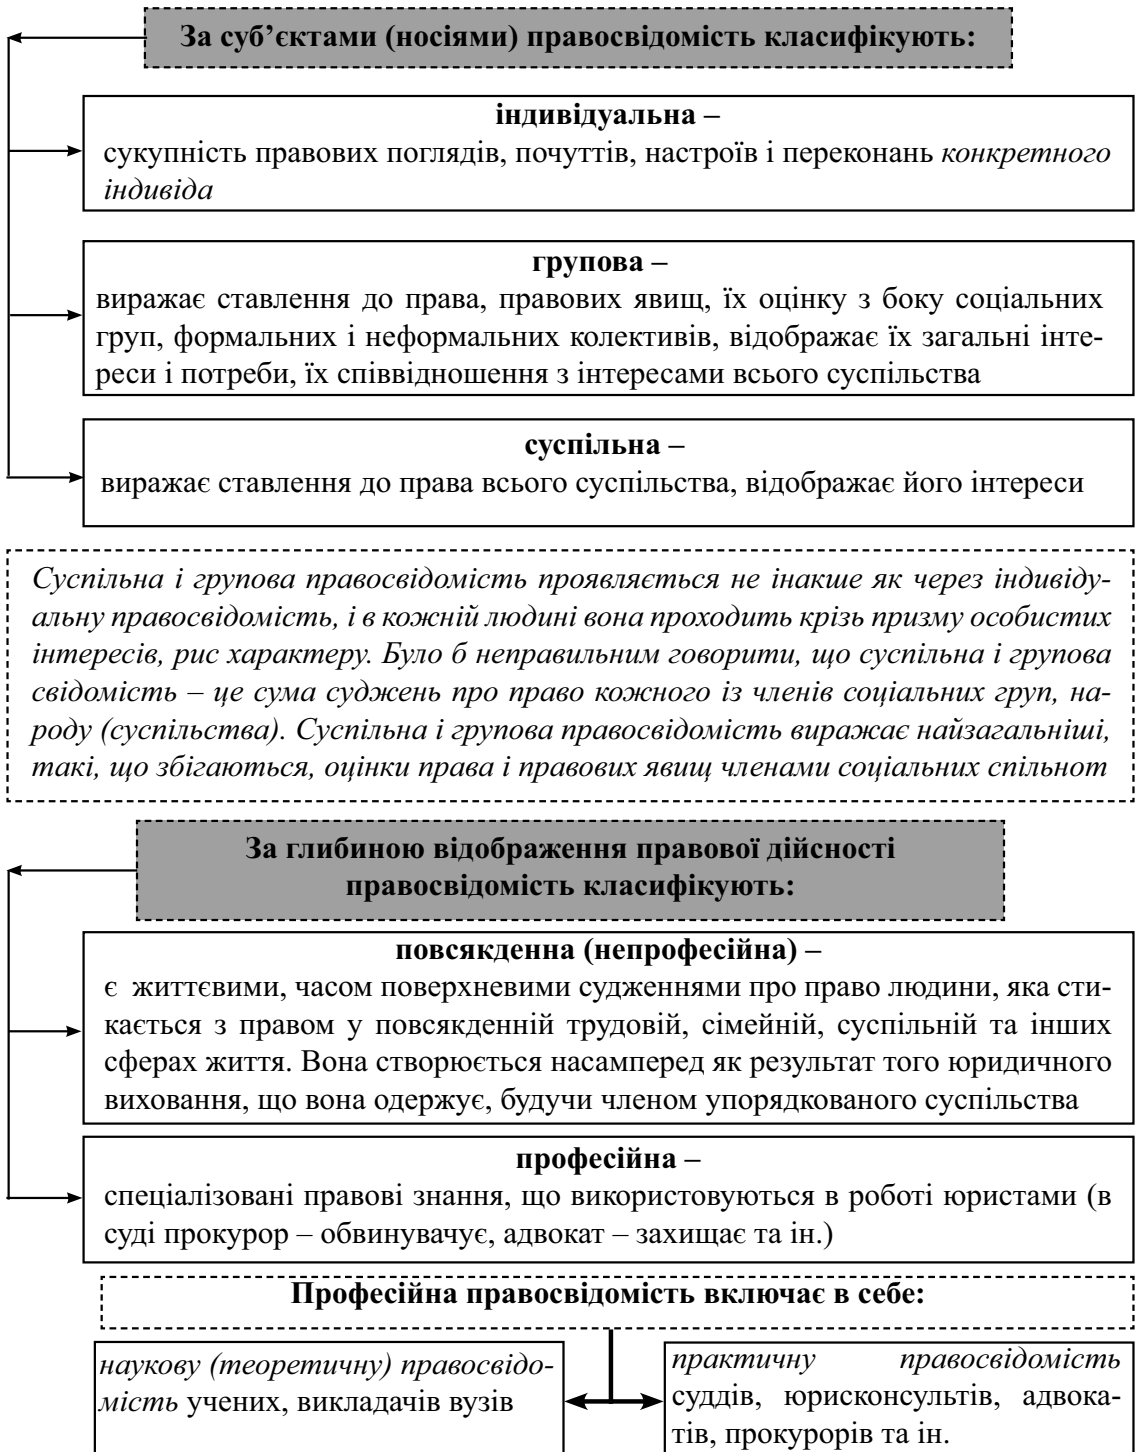 За суб’єктами (носіями) правосвідомість класифікують:
індивідуальна –
сукупність правових поглядів, почуттів, настроїв і переконань конкретного
індивіда
групова –
виражає ставлення до права, правових явищ, їх оцінку з боку соціальних
груп, формальних і неформальних колективів, відображає їх загальні інте-
реси і потреби, їх співвідношення з інтересами всього суспільства
суспільна –
виражає ставлення до права всього суспільства, відображає його інтереси
Суспільна і групова правосвідомість проявляється не інакше як через індивіду-
альну правосвідомість, і в кожній людині вона проходить крізь призму особистих
інтересів, рис характеру. Було б неправильним говорити, що суспільна і групова
свідомість – це сума суджень про право кожного із членів соціальних груп, на-
роду (суспільства). Суспільна і групова правосвідомість виражає найзагальніші,
такі, що збігаються, оцінки права і правових явищ членами соціальних спільнот
За глибиною відображення правової дійсності
правосвідомість класифікують:
повсякденна (непрофесійна) –
є життєвими, часом поверхневими судженнями про право людини, яка сти-
кається з правом у повсякденній трудовій, сімейній, суспільній та інших
сферах життя. Вона створюється насамперед як результат того юридичного
виховання, що вона одержує, будучи членом упорядкованого суспільства
професійна –
спеціалізовані правові знання, що використовуються в роботі юристами (в
суді прокурор – обвинувачує, адвокат – захищає та ін.)
Професійна правосвідомість включає в себе:
наукову (теоретичну) правосвідо-
мість учених, викладачів вузів
практичну правосвідомість
суддів, юрисконсультів, адвока-
тів, прокурорів та ін.